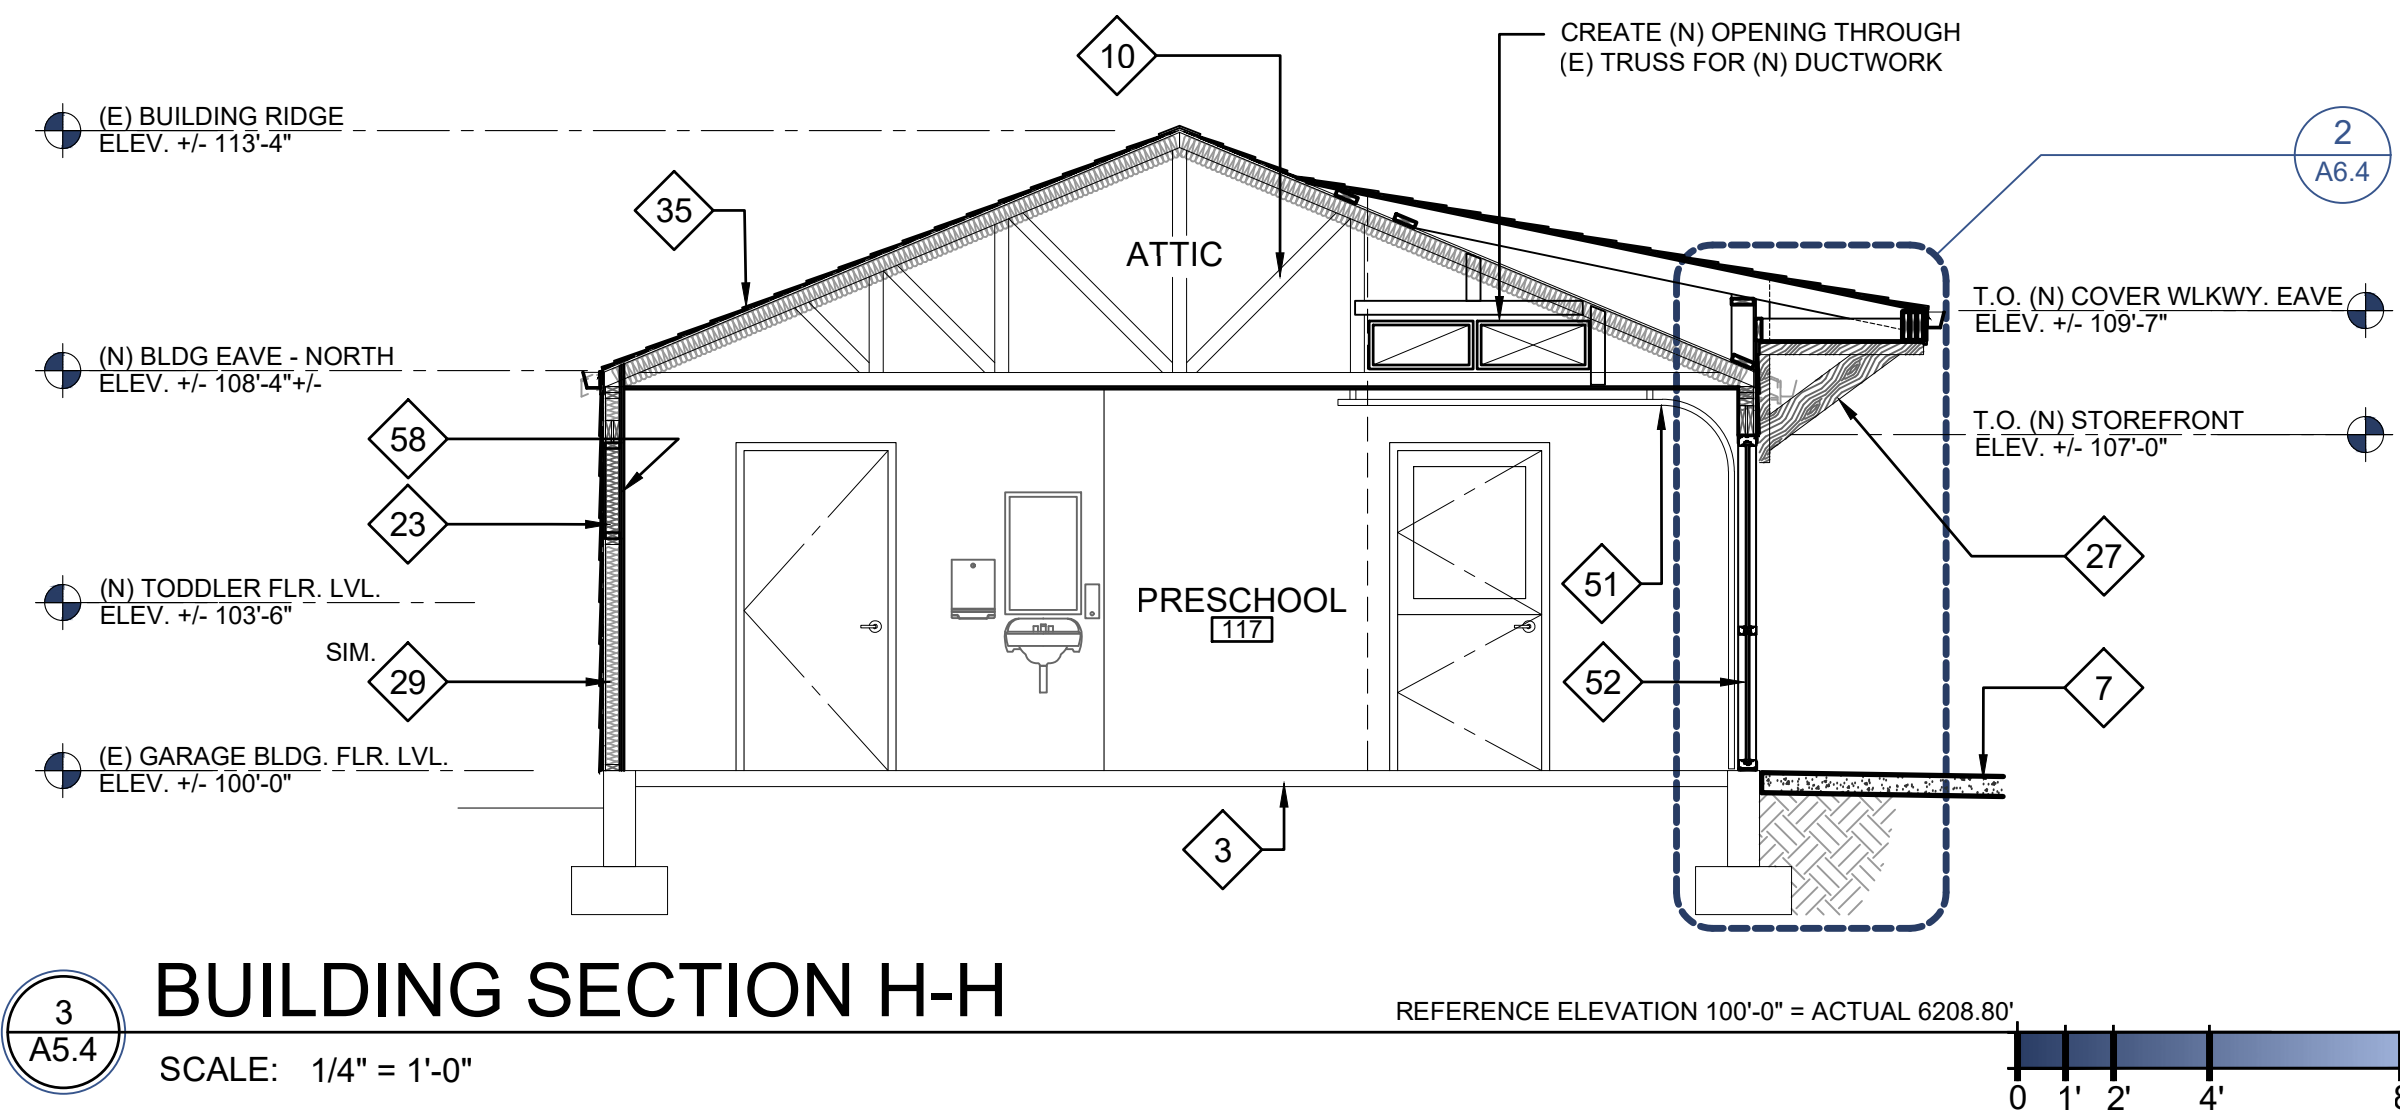 CREATE (N) OPENING THROUGH
(E) TRUSS FOR (N) DUCTWORK
10
(E) BUILDING RIDGE
ELEV. +/- 113'-4"
2
A6.4
35
ATTIC
T.O. (N) COVER WLKWY. EAVE
ELEV. +/- 109'-7"
(N) BLDG EAVE - NORTH
ELEV. +/- 108'-4"+/-
T.O. (N) STOREFRONT
ELEV. +/- 107'-0"
58
23
27
51
(N) TODDLER FLR. LVL.
ELEV. +/- 103'-6"
PRESCHOOL
117
SIM.
29
52
7
(E) GARAGE BLDG. FLR. LVL.
ELEV. +/- 100'-0"
3
BUILDING SECTION H-H
3
A5.4
REFERENCE ELEVATION 100'-0" = ACTUAL 6208.80'
SCALE: 1/4" = 1'-0"
0 1' 2' 4'